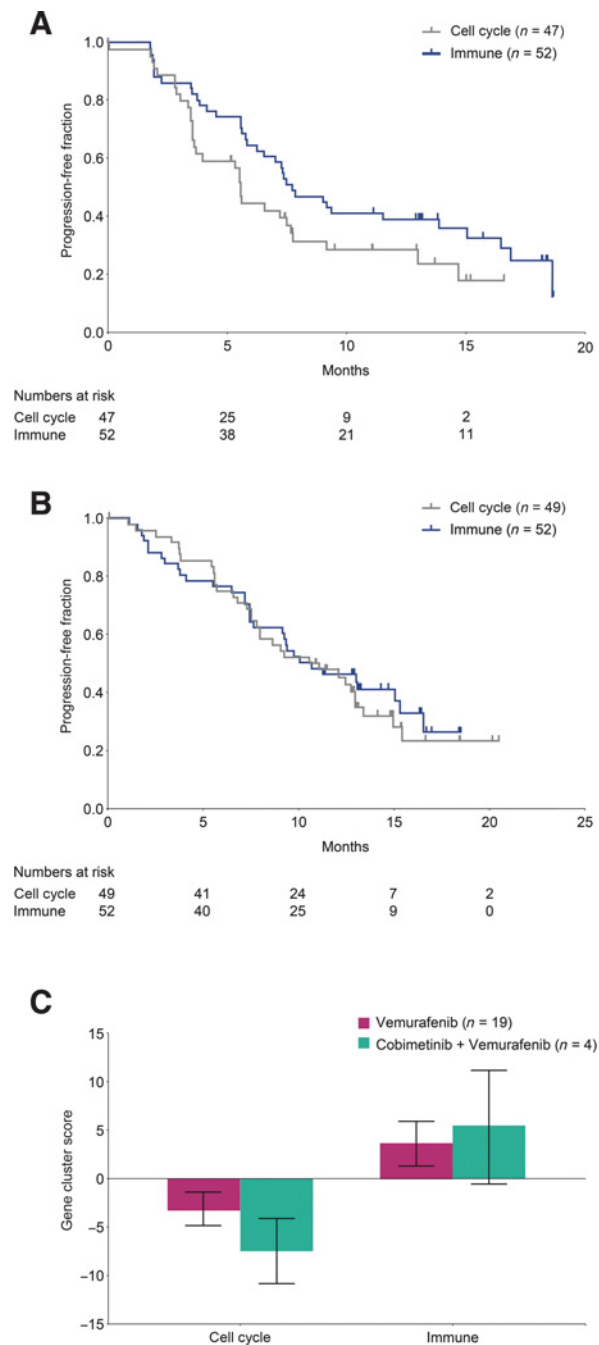 A
Cell cycle (n = 47)
Immune (n = 52)
1.0
0.8
0.6
0.4
0.2
0.0
Progression-free fraction
0 5 10 15 20
Months
Numbers at risk
Cell cycle 47 25 9 2
Immune 52 38 21 11
B
Cell cycle (n = 49)
Immune (n = 52)
1.0
0.8
0.6
0.4
0.2
0.0
Progression-free fraction
0 5 10 15 20 25
Months
Numbers at risk
Cell cycle 49 41 24 7 2
Immune 52 40 25 9 0
C
Vemurafenib (n = 19)
Cobimetinib + Vemurafenib (n = 4)
15
10
5
0
−5
−10
−15
Gene cluster score
Cell cycle Immune